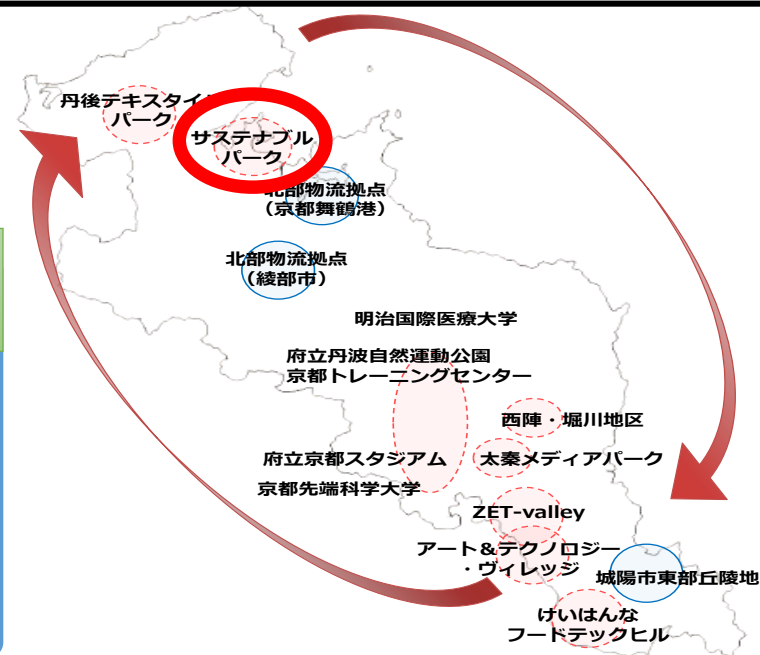 丹後テキスタイル
パーク
サステナブル
パーク
北部物流拠点
（京都舞鶴港）
北部物流拠点
（綾部市）
明治国際医療大学
府立丹波自然運動公園
京都トレーニングセンター
西陣・堀川地区
府立京都スタジアム
太秦メディアパーク
京都先端科学大学
ZET-valley
アート＆テクノロジー
・ヴィレッジ
城陽市東部丘陵地
けいはんな
フードテックヒル